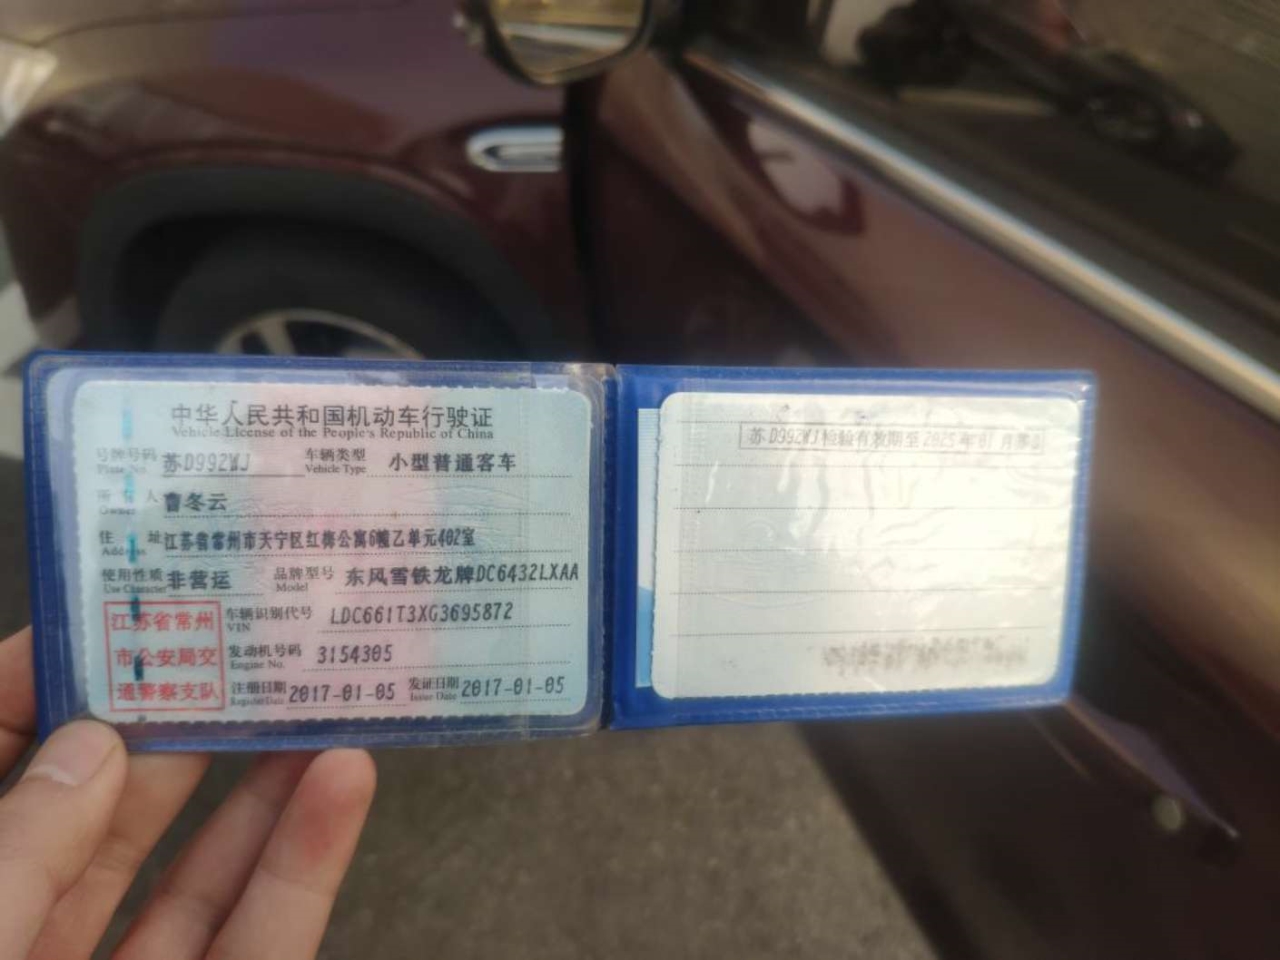 中华人民共和国机动车行驶证
Vehicle License of the People's Republic of China
号牌号码 苏D992WJ 车辆类型 小型普通客车
Plate No. Vehicle Type
所有人 曹冬云
Owner
住址 江苏省常州市天宁区红梅公寓6幢乙单元402室
Address
使用性质 非营运 品牌型号 东风雪铁龙牌DC6432LXAA
Use Character Model
江苏省常州 车辆识别代号 LDC661T3XG3695872
VIN
市公安局交 发动机号码 3154305
Engine No.
通警察支队 注册日期 2017-01-05 发证日期 2017-01-05
Register Date Issue Date
苏D992WJ检验有效期至2025年01月